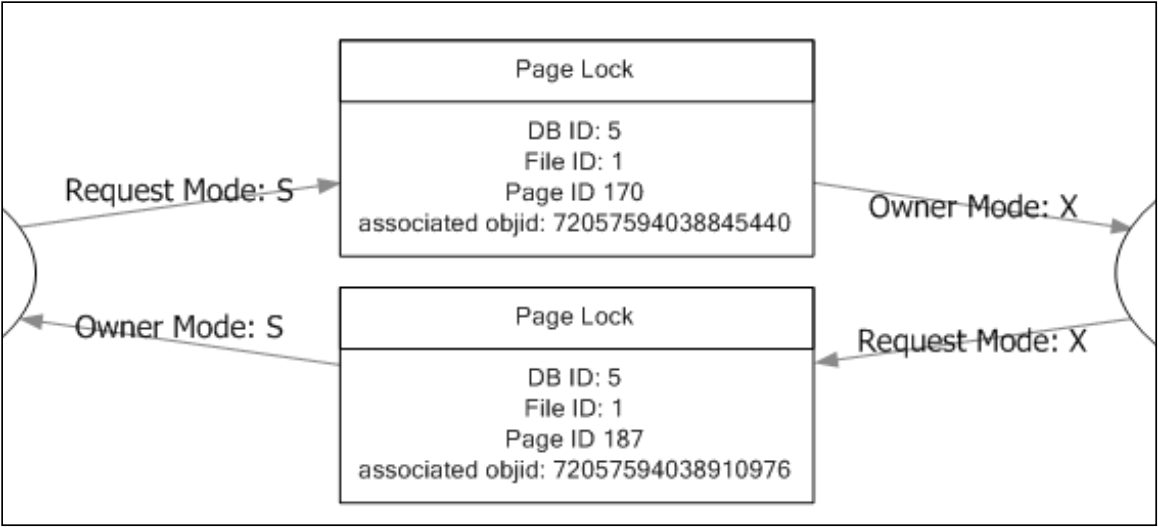 Page Lock
DB ID: 5
File ID: 1
Page ID 170
associated objid: 72057594038845440
Request Mode: S
Owner Mode: X
Page Lock
DB ID: 5
File ID: 1
Page ID 187
associated objid: 72057594038910976
Owner Mode: S
Request Mode: X